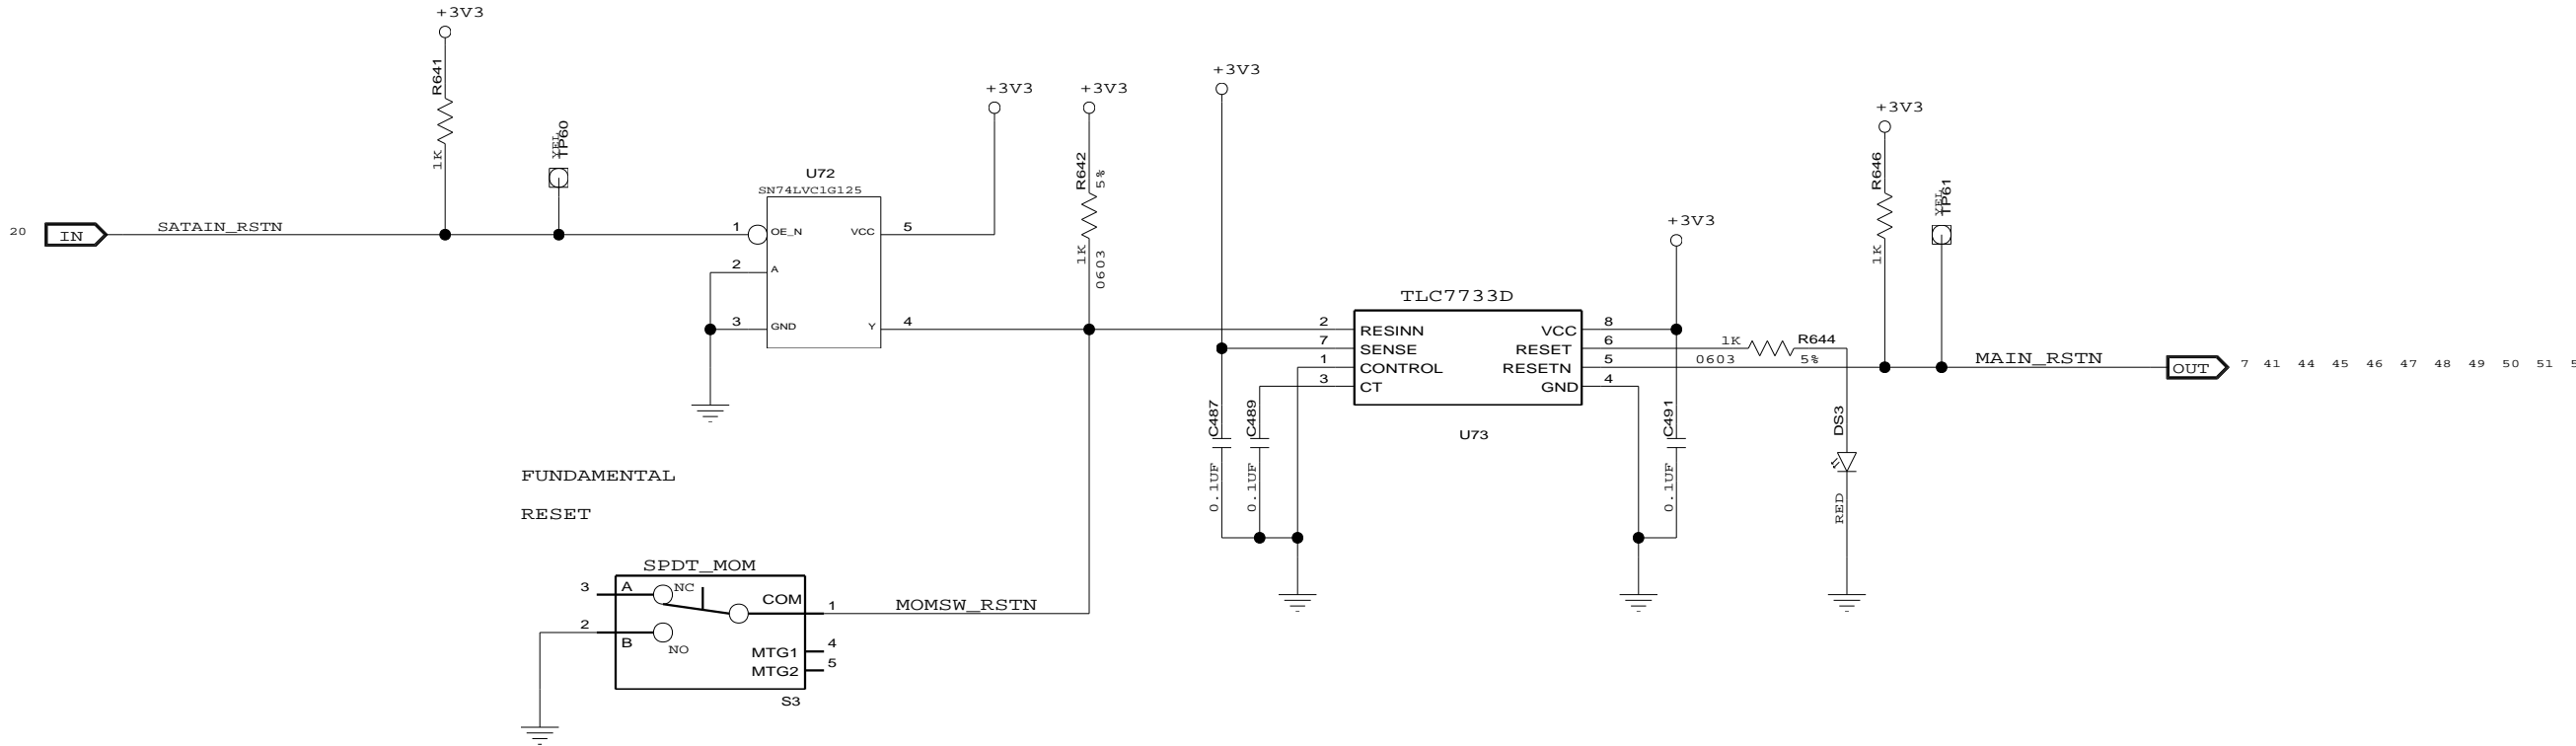 +3V3
R641
1K
YEL
TP60
20
IN
SATAIN_RSTN
U72
SN74LVC1G125
1
OE_N
VCC
5
2
A
3
GND
Y
4
+3V3
+3V3
R642
5%
1K
0603
+3V3
TLC7733D
2
RESINN
VCC
8
7
SENSE
RESET
6
1
CONTROL
RESETN
5
3
CT
GND
4
U73
C487
0.1UF
C489
0.1UF
+3V3
C491
0.1UF
1K
R644
0603
5%
DS3
RED
+3V3
R646
1K
YEL
TP61
MAIN_RSTN
OUT
7 41 44 45 46 47 48 49 50 51
FUNDAMENTAL
RESET
SPDT_MOM
3
A
NC
COM
1
MOMSW_RSTN
2
B
NO
MTG1
4
MTG2
5
S3